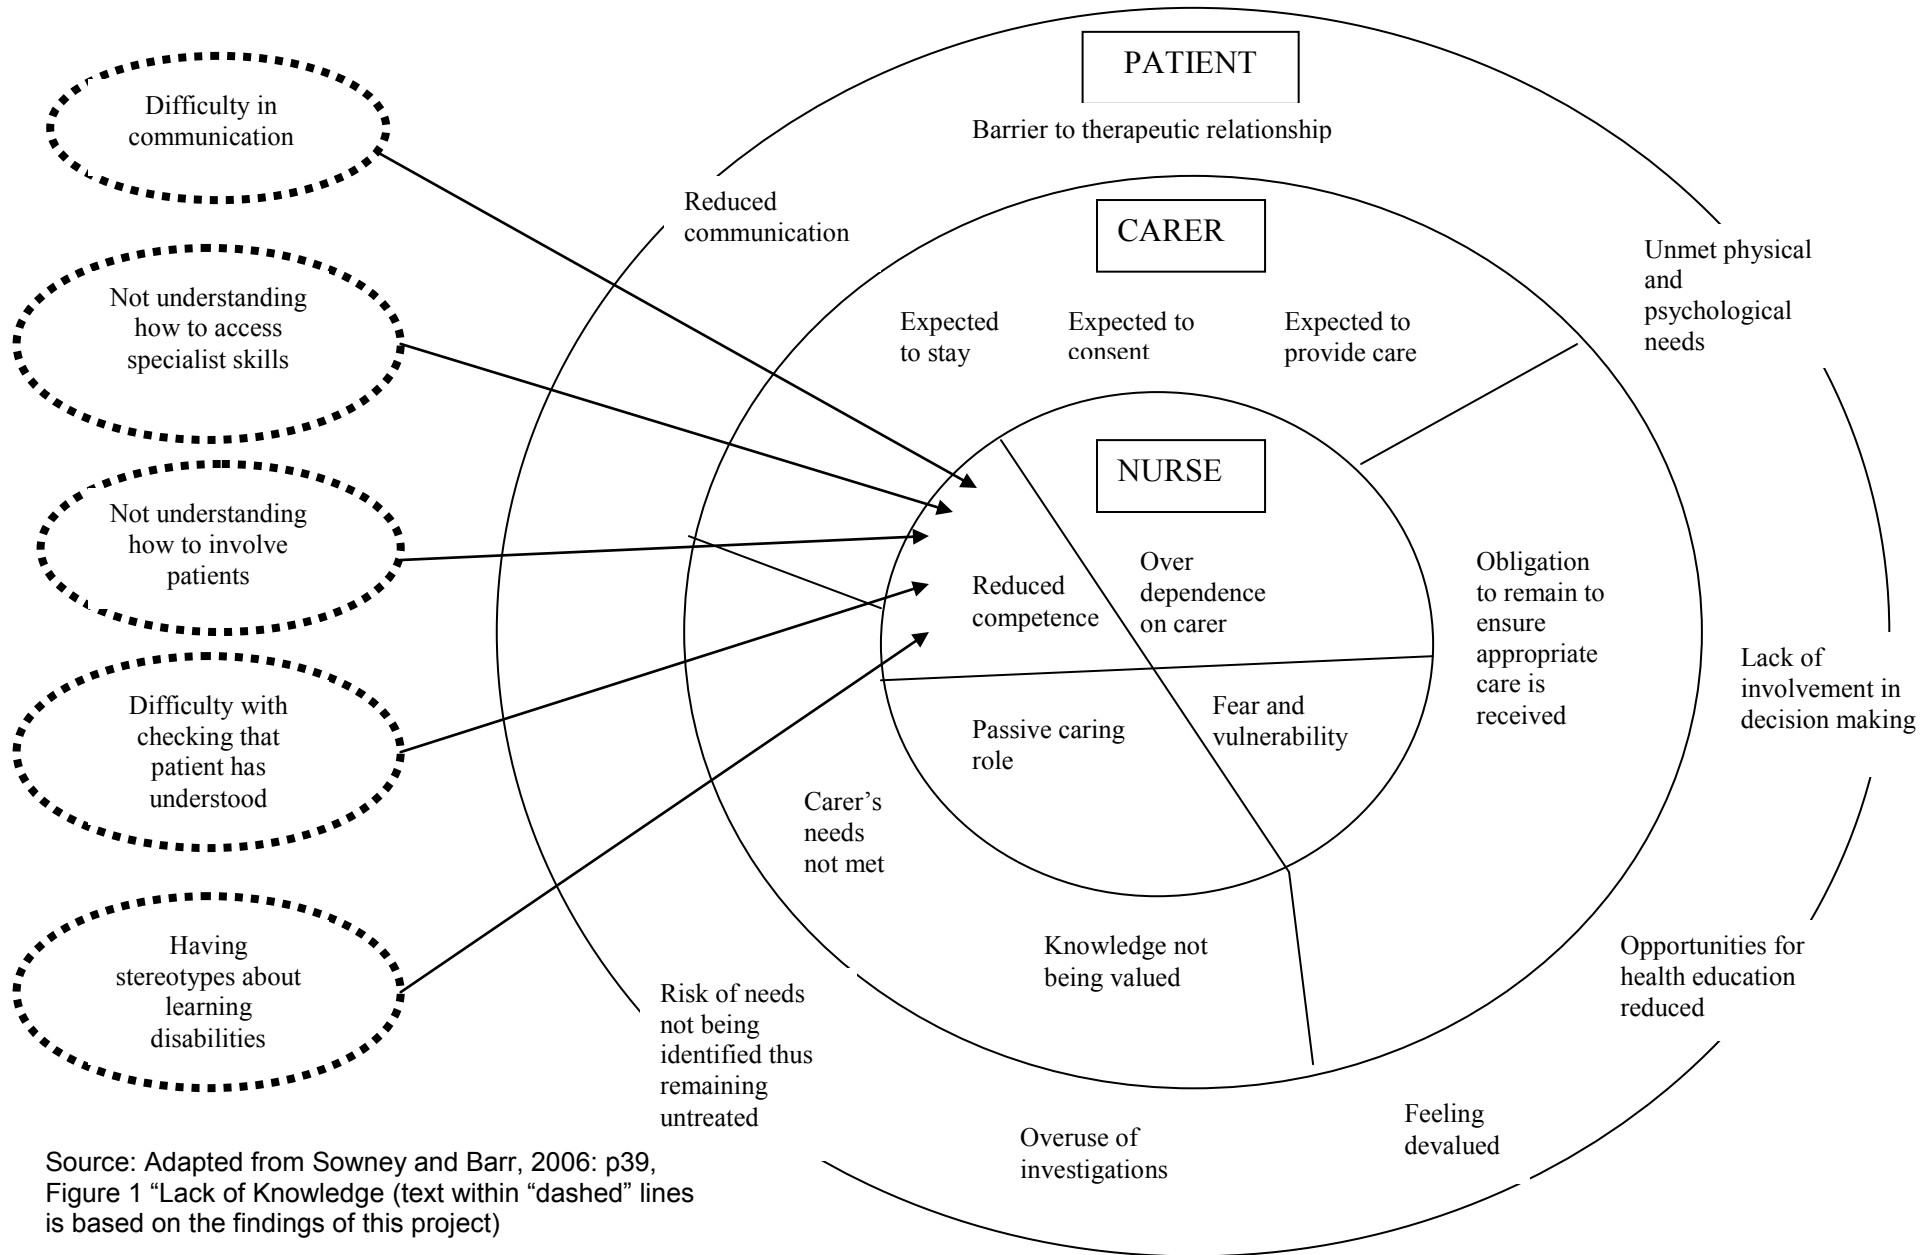 PATIENT
Barrier to therapeutic relationship
Difficulty in
communication
Reduced
communication
CARER
Unmet physical
and
psychological
needs
Not understanding
how to access
specialist skills
Expected
to stay
Expected to
consent
Expected to
provide care
NURSE
Not understanding
how to involve
patients
Reduced
competence
Over
dependence
on carer
Obligation
to remain to
ensure
appropriate
care is
received
Lack of
involvement in
decision making
Difficulty with
checking that
patient has
understood
Passive caring
role
Fear and
vulnerability
Carer’s
needs
not met
Having
stereotypes about
learning
disabilities
Knowledge not
being valued
Opportunities for
health education
reduced
Risk of needs
not being
identified thus
remaining
untreated
Overuse of
investigations
Feeling
devalued
Source: Adapted from Sowney and Barr, 2006: p39,
Figure 1 “Lack of Knowledge (text within “dashed” lines
is based on the findings of this project)